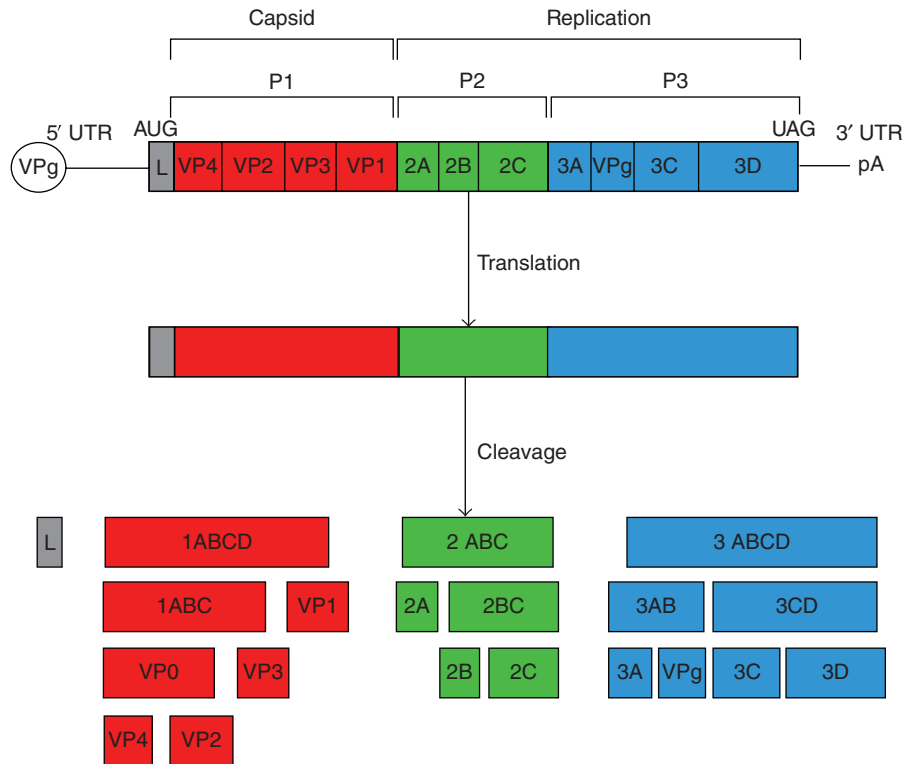 Capsid Replication
P1 P2 P3
5′ UTR AUG UAG 3′ UTR
VPg L VP4 VP2 VP3 VP1 2A 2B 2C 3A VPg 3C 3D pA
Translation
Cleavage
L 1ABCD 2 ABC 3 ABCD
1ABC VP1 2A 2BC 3AB 3CD
VP0 VP3 2B 2C 3A VPg 3C 3D
VP4 VP2